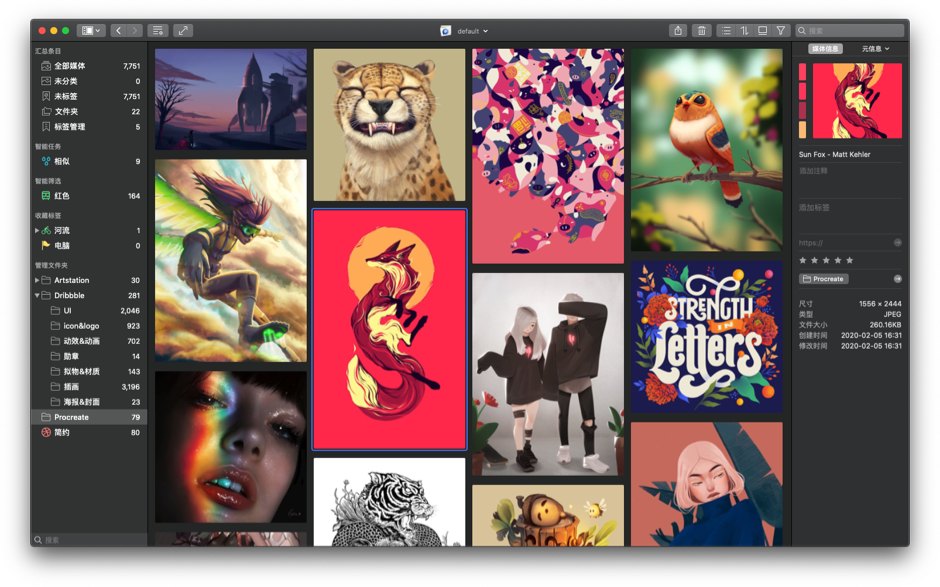 default
搜索
汇总条目
全部媒体 7,751
未分类 0
未标签 7,751
文件夹 22
标签管理 5
智能任务
相似 9
智能筛选
红色 164
收藏标签
河流 1
电脑 0
管理文件夹
Artstation 30
Dribbble 281
UI 2,046
icon&logo 923
动效&动画 702
勋章 14
拟物&材质 143
插画 3,196
海报&封面 23
Procreate 79
简约 80
搜索
STRENGTH
IN
Letters
媒体信息 元信息
Sun Fox - Matt Kehler
添加注释
添加标签
https://
Procreate
尺寸 1556 × 2444
类型 JPEG
文件大小 260.16KB
创建时间 2020-02-05 16:31
修改时间 2020-02-05 16:31